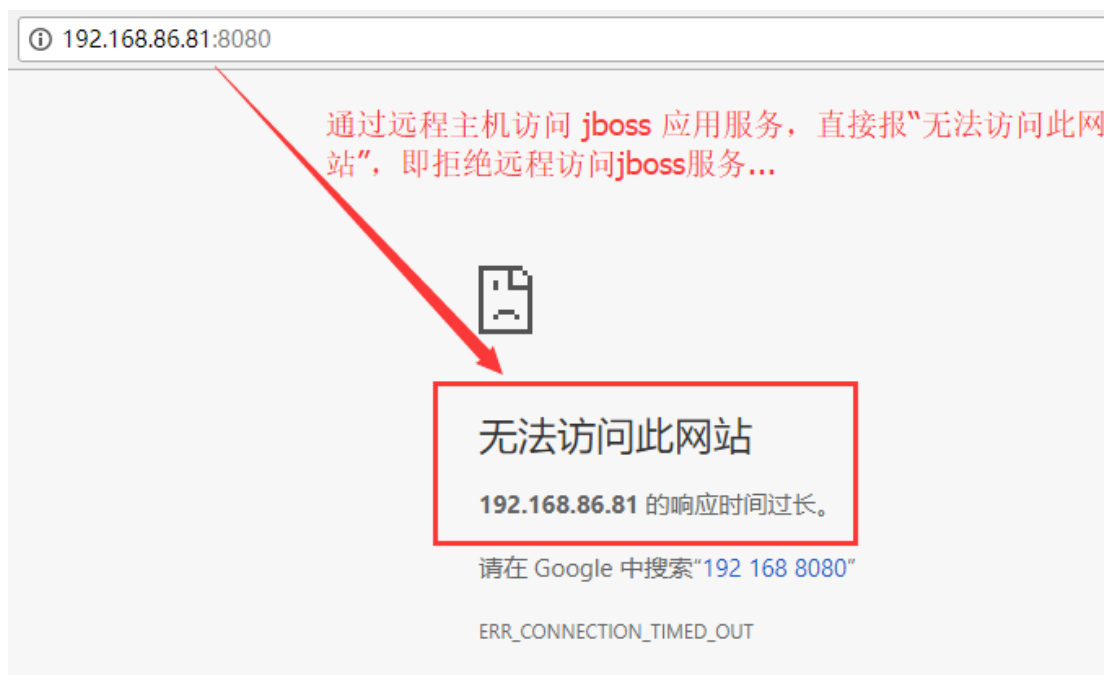 192.168.86.81:8080
通过远程主机访问 jboss 应用服务，直接报“无法访问此网
站”，即拒绝远程访问jboss服务...
无法访问此网站
192.168.86.81 的响应时间过长。
请在 Google 中搜索“192 168 8080”
ERR_CONNECTION_TIMED_OUT